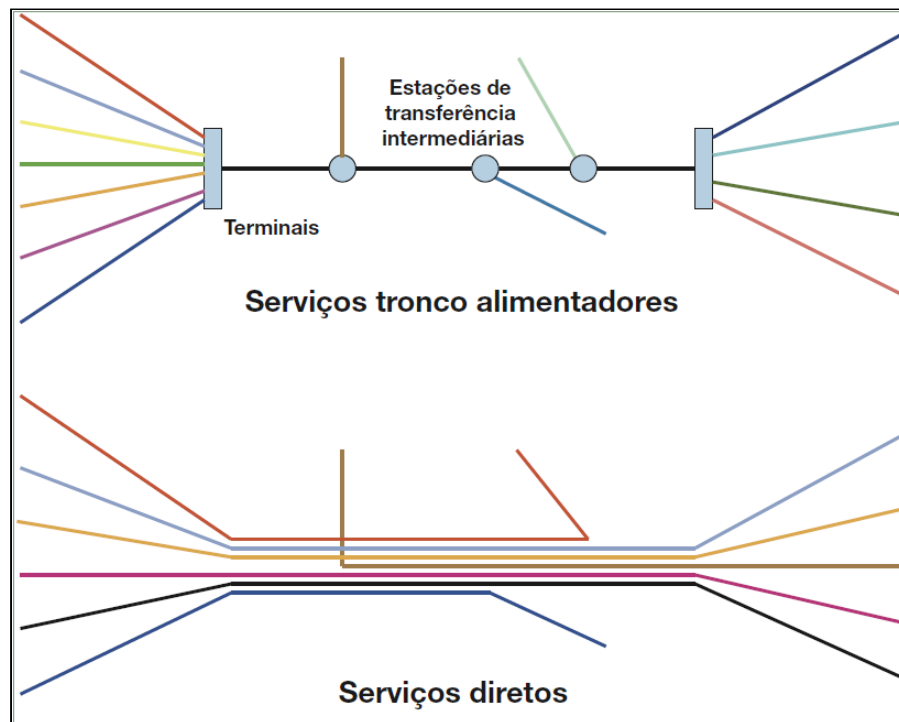 Estações de
transferência
intermediárias
Terminais
Serviços tronco alimentadores
Serviços diretos